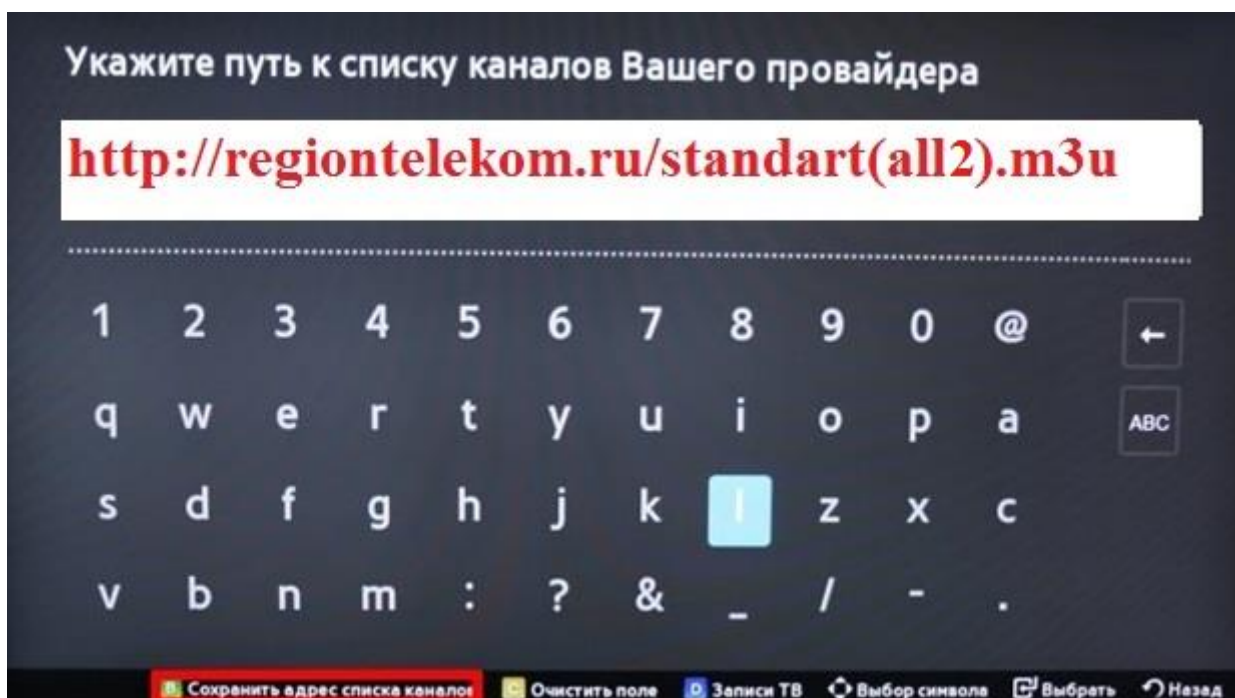 Укажите путь к списку каналов Вашего провайдера
http://regiontelekom.ru/standart(all2).m3u
1 2 3 4 5 6 7 8 9 0 @ ←
q w e r t y u i o p a ABC
s d f g h j k l z x c
v b n m : ? & _ / - .
B Сохранить адрес списка каналов C Очистить поле D Записи ТВ Выбор символа Выбрать Назад